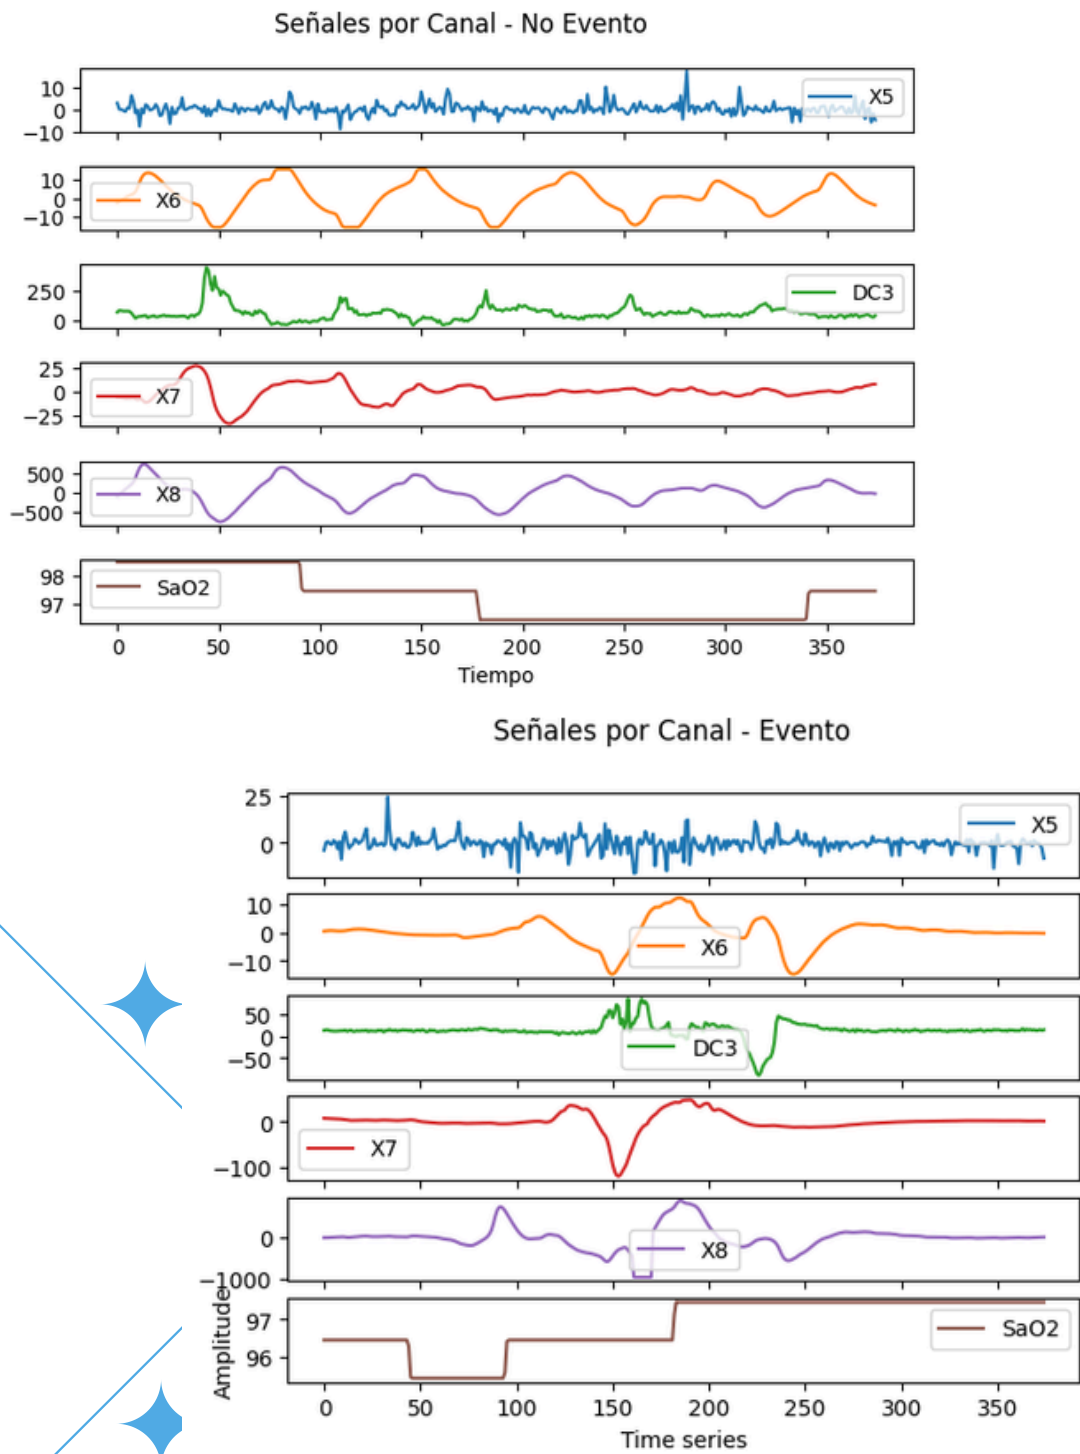 Señales por Canal - No Evento
10
0
−10
X5
10
0
−10
X6
250
0
DC3
25
0
−25
X7
500
0
−500
X8
98
97
SaO2
0 50 100 150 200 250 300 350
Tiempo
Señales por Canal - Evento
25
0
X5
10
0
−10
X6
50
0
−50
DC3
0
−100
X7
0
−1000
X8
Amplitude
97
96
SaO2
0 50 100 150 200 250 300 350
Time series